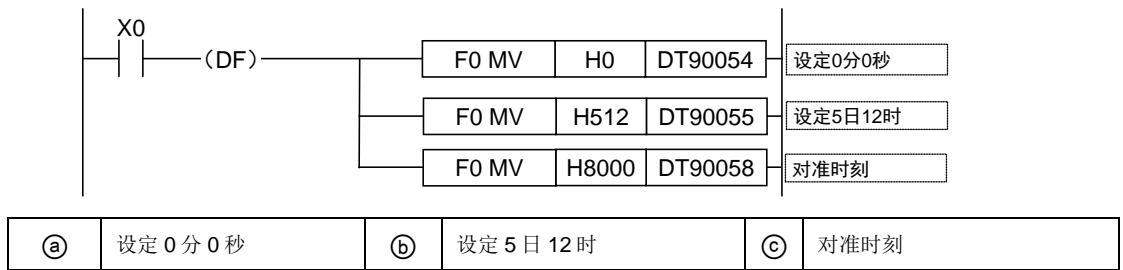 X0
（DF）
F0 MV H0 DT90054 设定0分0秒
F0 MV H512 DT90055 设定5日12时
F0 MV H8000 DT90058 对准时刻
ⓐ 设定 0 分 0 秒 ⓑ 设定 5 日 12 时 ⓒ 对准时刻